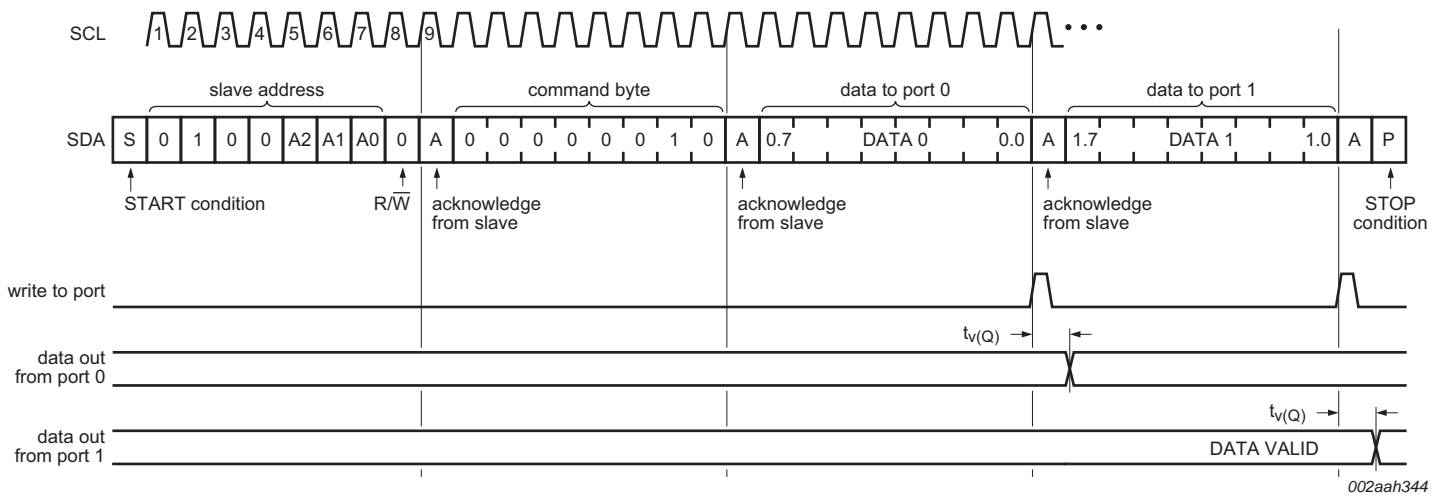 SCL 1 2 3 4 5 6 7 8 9 • • •
slave address command byte data to port 0 data to port 1
SDA S 0 1 0 0 A2 A1 A0 0 A 0 0 0 0 0 0 1 0 A 0.7 DATA 0 0.0 A 1.7 DATA 1 1.0 A P
START condition R/W̅ acknowledge acknowledge acknowledge STOP
from slave from slave from slave condition
write to port
tv(Q)
data out
from port 0
tv(Q)
data out
from port 1 DATA VALID
002aah344